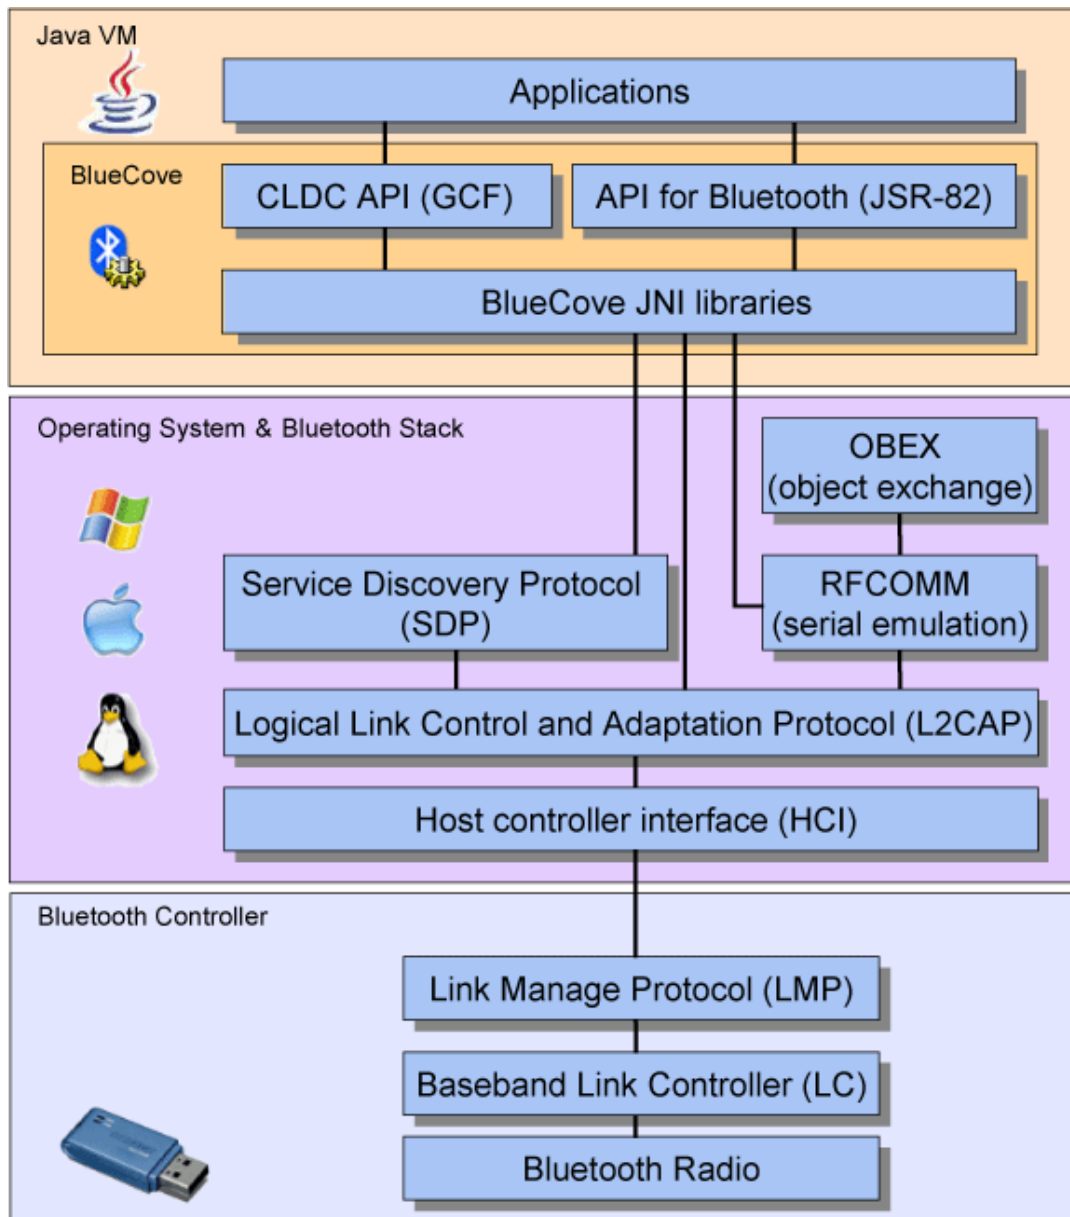 Java VM
Applications
BlueCove
CLDC API (GCF)
API for Bluetooth (JSR-82)
BlueCove JNI libraries
Operating System & Bluetooth Stack
OBEX
(object exchange)
Service Discovery Protocol
(SDP)
RFCOMM
(serial emulation)
Logical Link Control and Adaptation Protocol (L2CAP)
Host controller interface (HCI)
Bluetooth Controller
Link Manage Protocol (LMP)
Baseband Link Controller (LC)
Bluetooth Radio